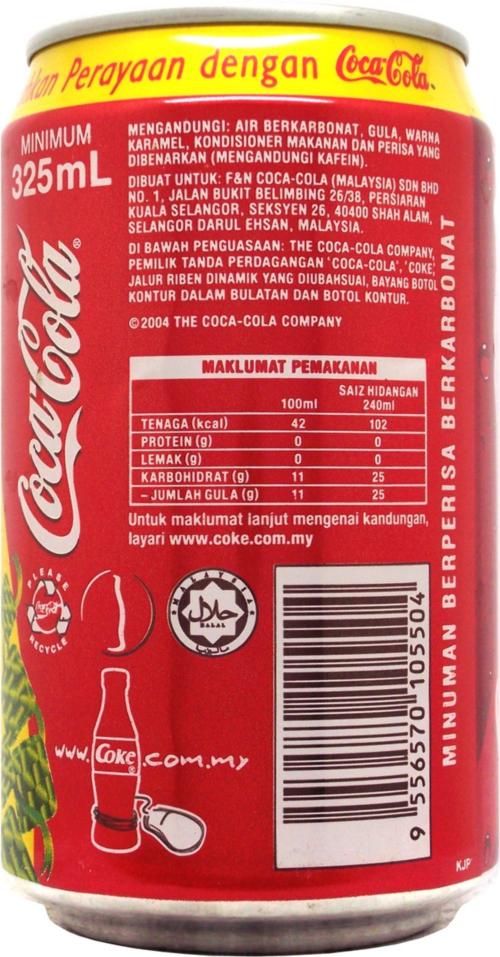 Perayaan dengan Coca-Cola.
MINIMUM
325mL
Coca-Cola®
MENGANDUNGI: AIR BERKARBONAT, GULA, WARNA
KARAMEL, KONDISIONER MAKANAN DAN PERISA YANG
DIBENARKAN (MENGANDUNGI KAFEIN).
DIBUAT UNTUK: F&N COCA-COLA (MALAYSIA) SDN BHD
NO. 1, JALAN BUKIT BELIMBING 26/38, PERSIARAN
KUALA SELANGOR, SEKSYEN 26, 40400 SHAH ALAM,
SELANGOR DARUL EHSAN, MALAYSIA.
DI BAWAH PENGUASAAN: THE COCA-COLA COMPANY,
PEMILIK TANDA PERDAGANGAN 'COCA-COLA', 'COKE',
JALUR RIBEN DINAMIK YANG DIUBAHSUAI, BAYANG BOTOL
KONTUR DALAM BULATAN DAN BOTOL KONTUR.
©2004 THE COCA-COLA COMPANY
MAKLUMAT PEMAKANAN
100ml SAIZ HIDANGAN 240ml
TENAGA (kcal) 42 102
PROTEIN (g) 0 0
LEMAK (g) 0 0
KARBOHIDRAT (g) 11 25
– JUMLAH GULA (g) 11 25
Untuk maklumat lanjut mengenai kandungan,
layari www.coke.com.my
PLEASE
RECYCLE
MALAYSIA
حلال
HALAL
www.Coke®.com.my
9 556570 105504
MINUMAN BERPERISA BERKARBONAT
KJP